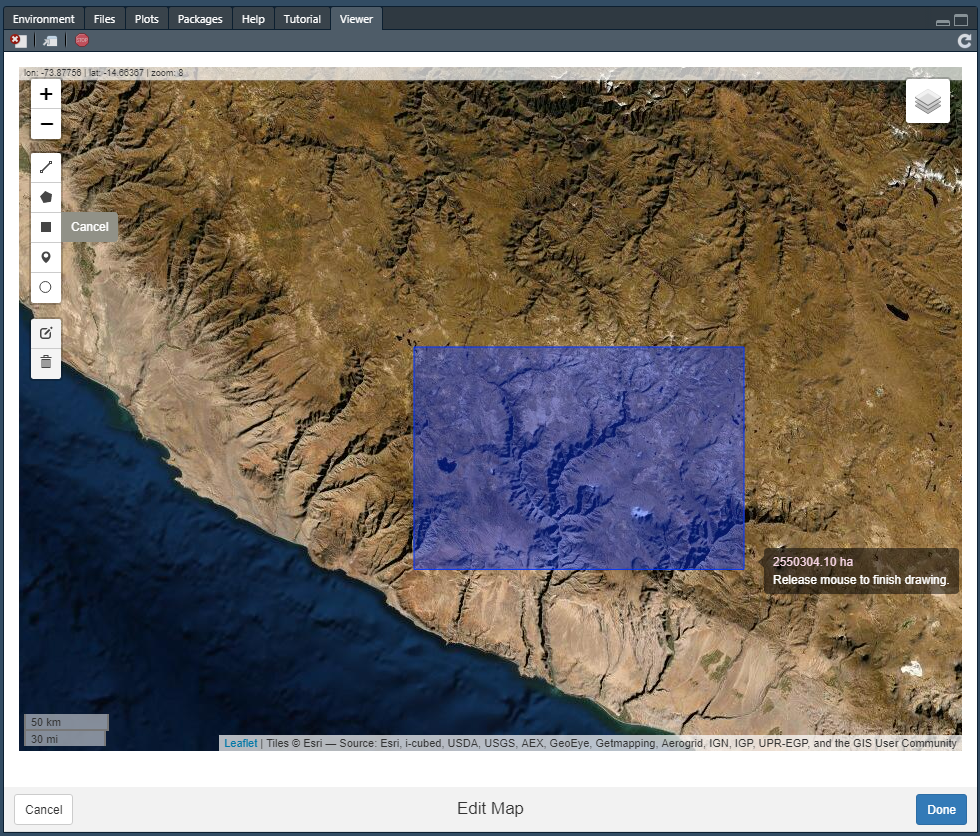 Environment Files Plots Packages Help Tutorial Viewer
lon: -73.87756 | lat: -14.66367 | zoom: 8
+
−
Cancel
2550304.10 ha
Release mouse to finish drawing.
50 km
30 mi
Leaflet | Tiles © Esri — Source: Esri, i-cubed, USDA, USGS, AEX, GeoEye, Getmapping, Aerogrid, IGN, IGP, UPR-EGP, and the GIS User Community
Cancel Edit Map Done